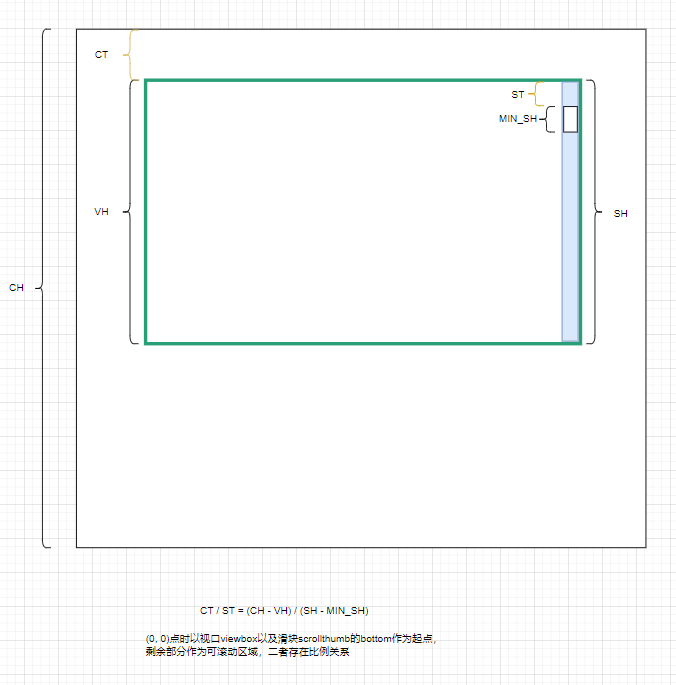 CT
ST
MIN_SH
VH
SH
CH
CT / ST = (CH - VH) / (SH - MIN_SH)
(0, 0)点时以视口viewbox以及滑块scrollthumb的bottom作为起点，
剩余部分作为可滚动区域，二者存在比例关系